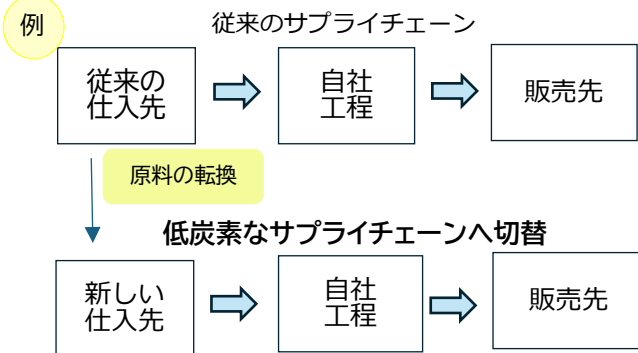 例
従来のサプライチェーン
従来の
仕入先
自社
工程
販売先
原料の転換
低炭素なサプライチェーンへ切替
新しい
仕入先
自社
工程
販売先